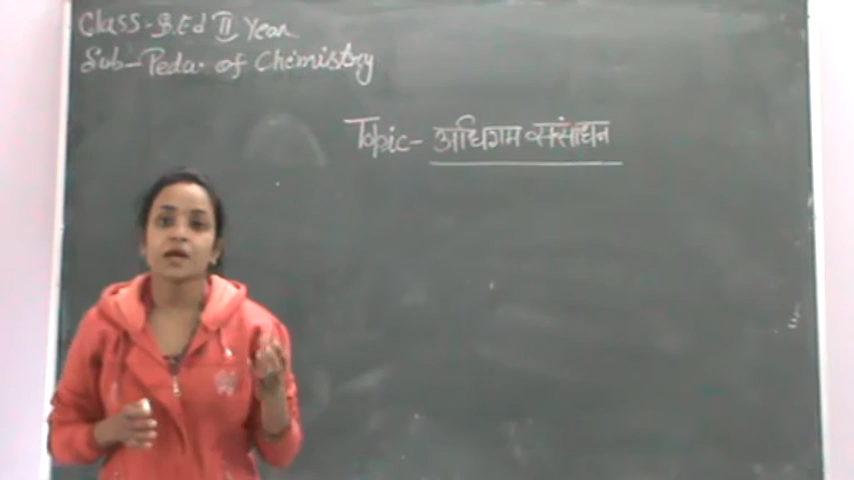 Class-B.Ed II Year
Sub-Peda. of Chemistry
Topic- अधिगम संसाधन